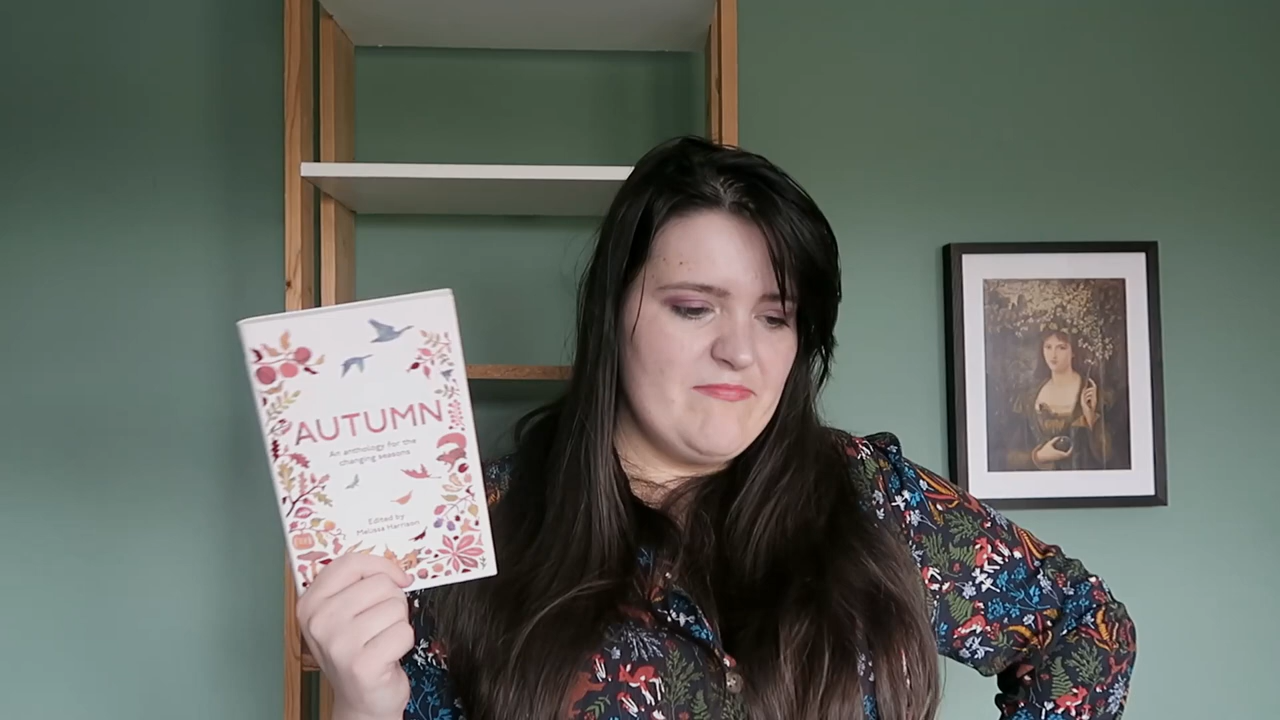 AUTUMN
An anthology for the
changing seasons
Edited by
Melissa Harrison